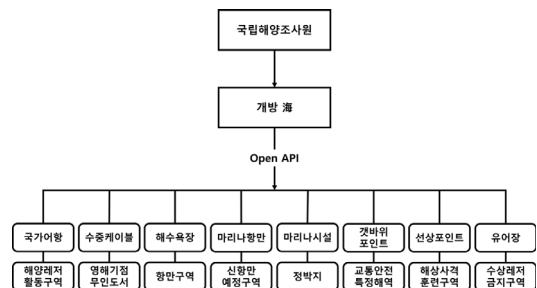 국립해양조사원
개방 海
Open API
국가어항
수중케이블
해수욕장
마리나항만
마리나시설
갯바위
포인트
선상포인트
유어장
해양레저
활동구역
영해기점
무인도서
항만구역
신항만
예정구역
정박지
교통안전
특정해역
해상사격
훈련구역
수상레저
금지구역